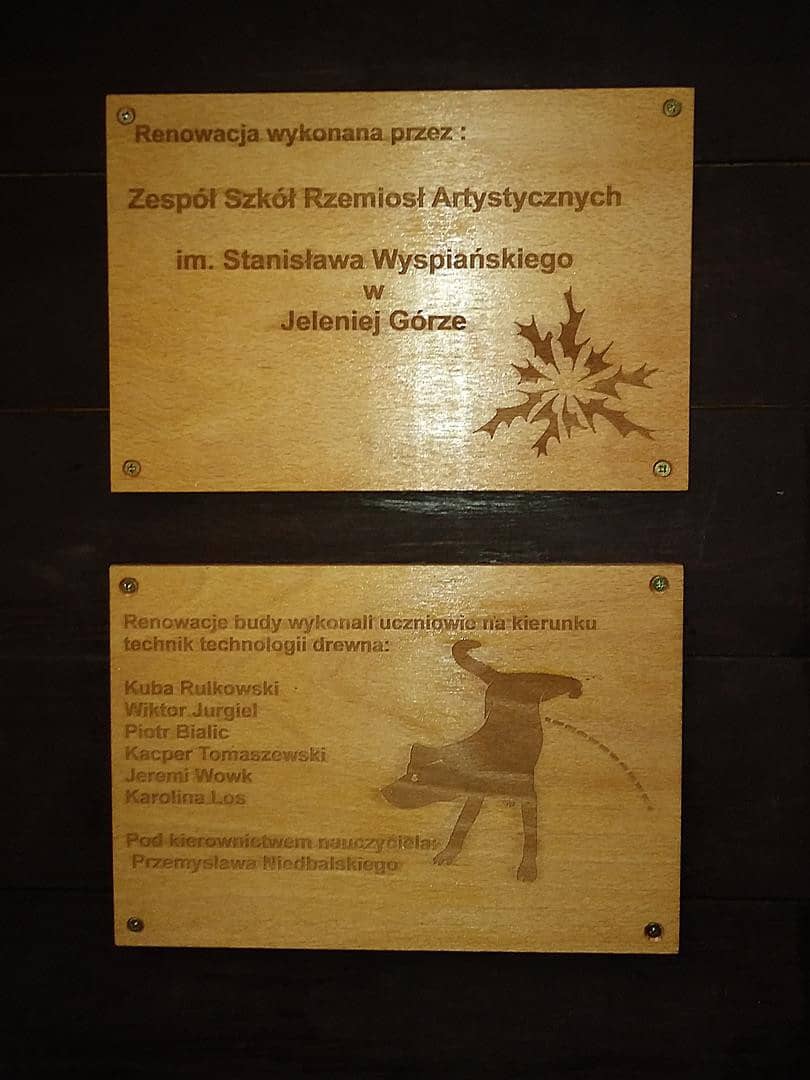 Renowacja wykonana przez :
Zespół Szkół Rzemiosł Artystycznych
im. Stanisława Wyspiańskiego
w
Jeleniej Górze
Renowacje budy wykonali uczniowie na kierunku
technik technologii drewna:
Kuba Rulkowski
Wiktor Jurgiel
Piotr Bialic
Kacper Tomaszewski
Jeremi Wowk
Karolina Los
Pod kierownictwem nauczyciela:
Przemysława Niedbalskiego